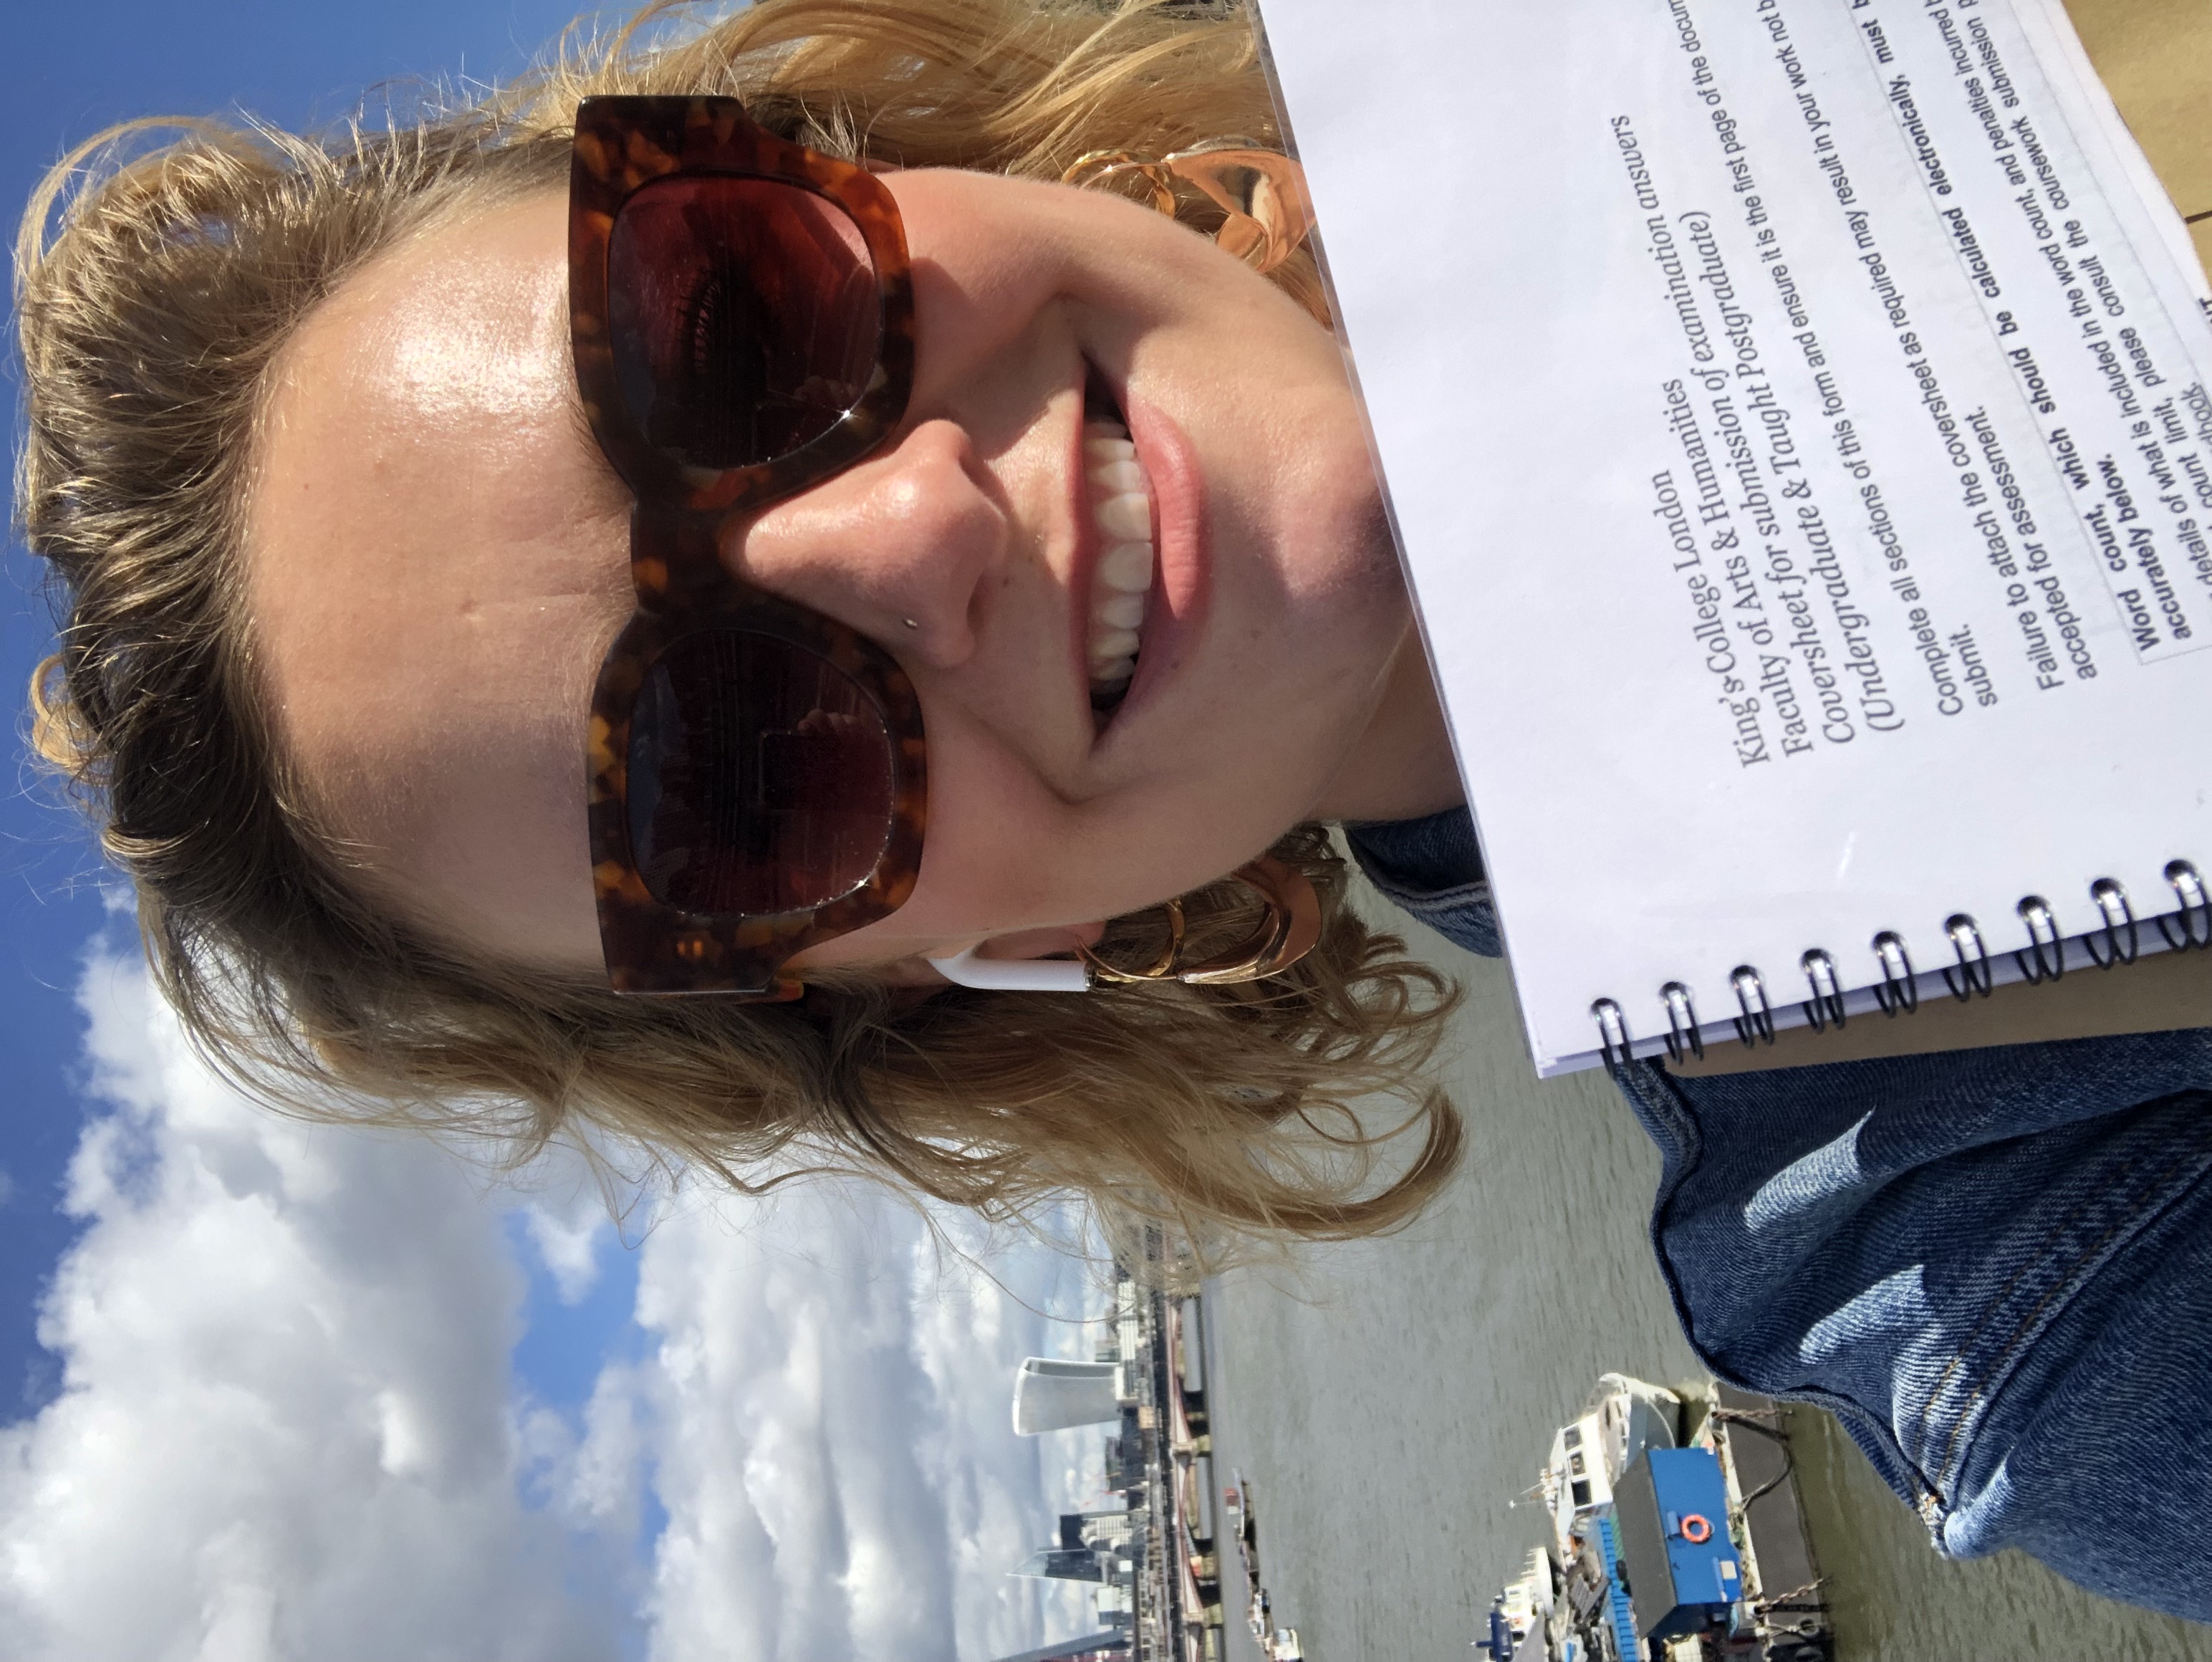 King's College London
Faculty of Arts & Humanities
Coversheet for submission of examination answers
(Undergraduate & Taught Postgraduate)
Complete all sections of this form and ensure it is the first page of the
submit.
Failure to attach the coversheet as required may result in your work not
accepted for assessment.
Word count, which should be calculated electronically, must
accurately below.
details of what is included in the word count, and penalties incurred
count limit, please consult the coursework submission